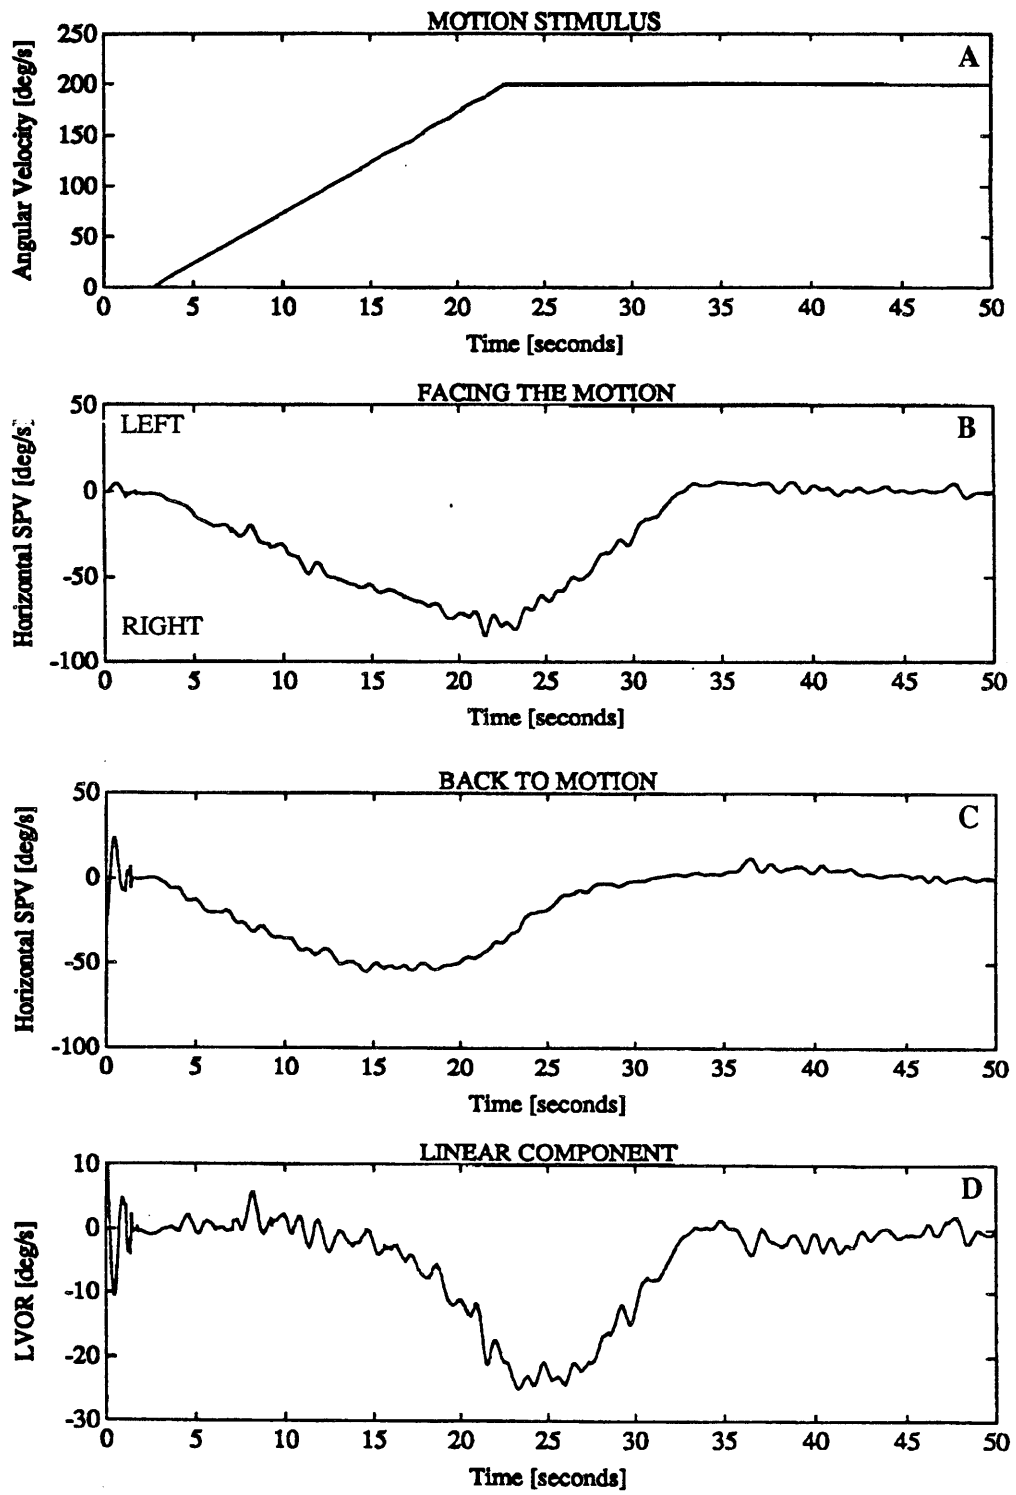 MOTION STIMULUS
A
Angular Velocity [deg/s]
250
200
150
100
50
0
0 5 10 15 20 25 30 35 40 45 50
Time [seconds]
FACING THE MOTION
B
LEFT
RIGHT
Horizontal SPV [deg/s]
50
0
-50
-100
0 5 10 15 20 25 30 35 40 45 50
Time [seconds]
BACK TO MOTION
C
Horizontal SPV [deg/s]
50
0
-50
-100
0 5 10 15 20 25 30 35 40 45 50
Time [seconds]
LINEAR COMPONENT
D
LVOR [deg/s]
10
0
-10
-20
-30
0 5 10 15 20 25 30 35 40 45 50
Time [seconds]